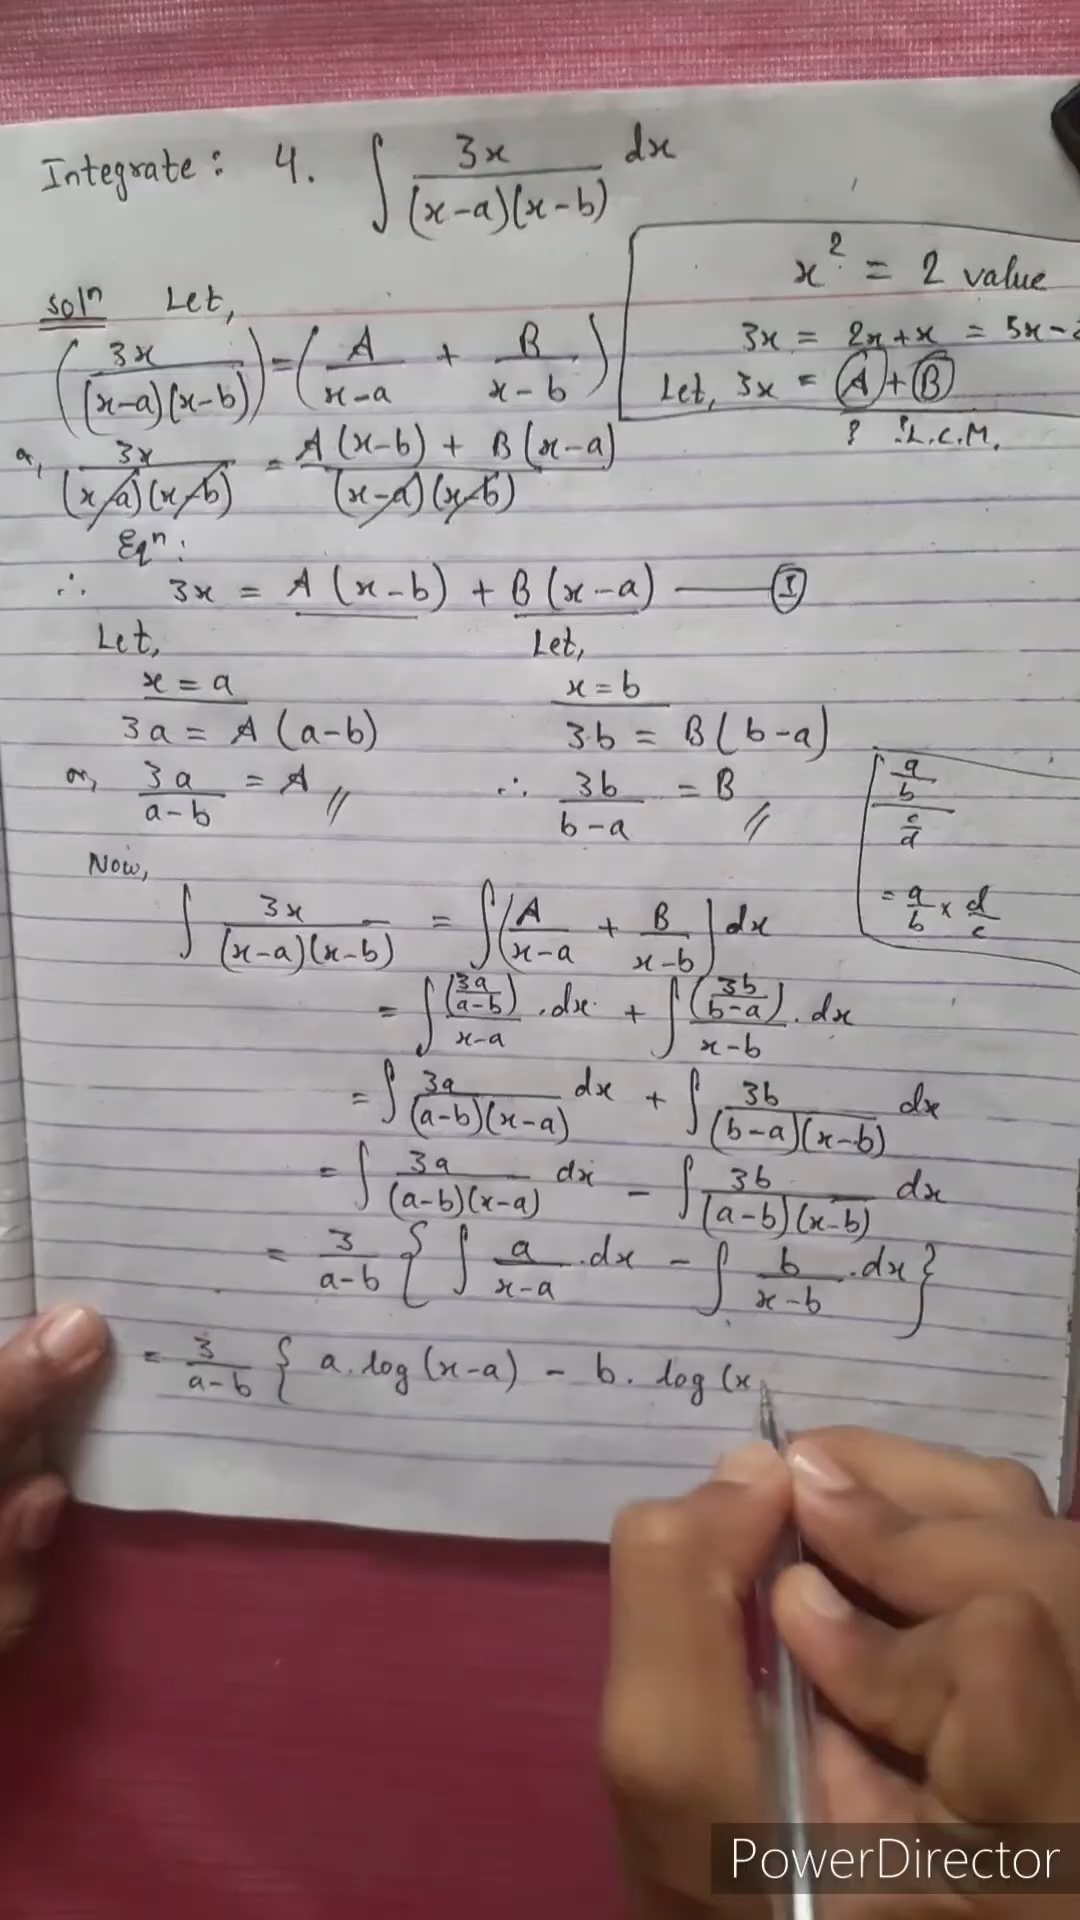 Integrate: 4. ∫ 3x/(x-a)(x-b) dx
x² = 2 value
3x = 2x+x = 5x-
Let, 3x = A + B
? ?L.C.M.
Solⁿ Let,
(3x/(x-a)(x-b)) = (A/x-a + B/x-b)
or, 3x/(x-a)(x-b) = A(x-b) + B(x-a)/(x-a)(x-b)
Eqⁿ:
∴ 3x = A(x-b) + B(x-a) —— I
Let, Let,
x = a x = b
3a = A(a-b) 3b = B(b-a)
or, 3a/a-b = A // ∴ 3b/b-a = B //
a/b
c/d
= a/b × d/c
Now,
∫ 3x/(x-a)(x-b) = ∫(A/x-a + B/x-b) dx
= ∫ (3a/a-b)/x-a .dx + ∫ (3b/b-a)/x-b . dx
= ∫ 3a/(a-b)(x-a) dx + ∫ 3b/(b-a)(x-b) dx
= ∫ 3a/(a-b)(x-a) dx - ∫ 3b/(a-b)(x-b) dx
= 3/a-b { ∫ a/x-a .dx - ∫ b/x-b .dx }
= 3/a-b { a.log(x-a) - b. log(x
PowerDirector